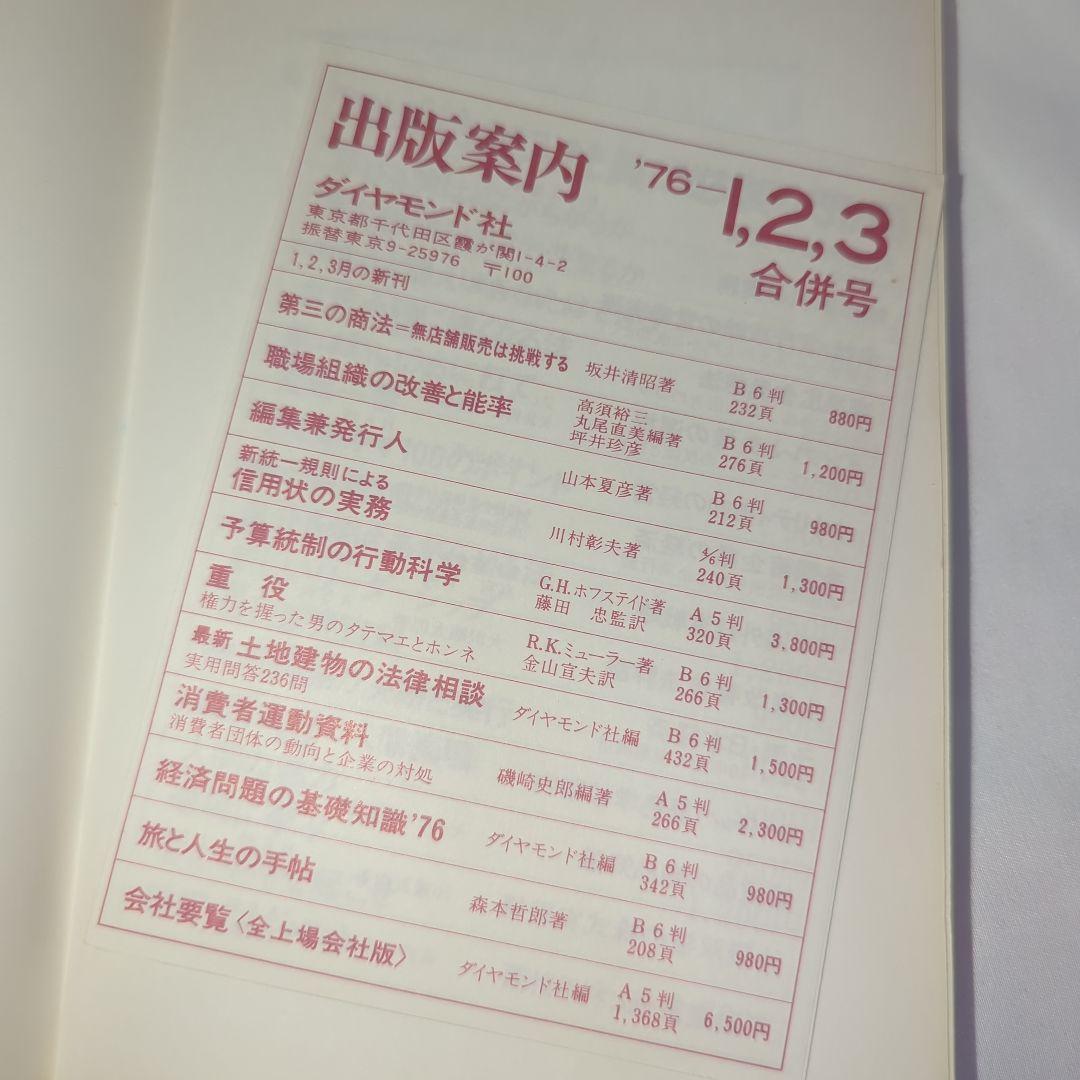 出版案内 '76—1,2,3
合併号
ダイヤモンド社
東京都千代田区霞が関1-4-2
振替東京9-25976 〒100
1,2,3月の新刊
第三の商法＝無店舗販売は挑戦する 坂井清昭著 B6判 232頁 880円
職場組織の改善と能率 高須裕三 丸尾直美編著 坪井珍彦 B6判 276頁 1,200円
編集兼発行人 山本夏彦著 B6判 212頁 980円
新統一規則による
信用状の実務 川村彰夫著 4/6判 240頁 1,300円
予算統制の行動科学 G.H.ホフステイド著 藤田 忠監訳 A5判 320頁 3,800円
重役 R.K.ミューラー著 金山宣夫訳 B6判 266頁 1,300円
権力を握った男のタテマエとホンネ
最新 土地建物の法律相談 ダイヤモンド社編 B6判 432頁 1,500円
実用問答236問
消費者運動資料 磯崎史郎編著 A5判 266頁 2,300円
消費者団体の動向と企業の対処
経済問題の基礎知識'76 ダイヤモンド社編 B6判 342頁 980円
旅と人生の手帖 森本哲郎著 B6判 208頁 980円
会社要覧〈全上場会社版〉 ダイヤモンド社編 A5判 1,368頁 6,500円